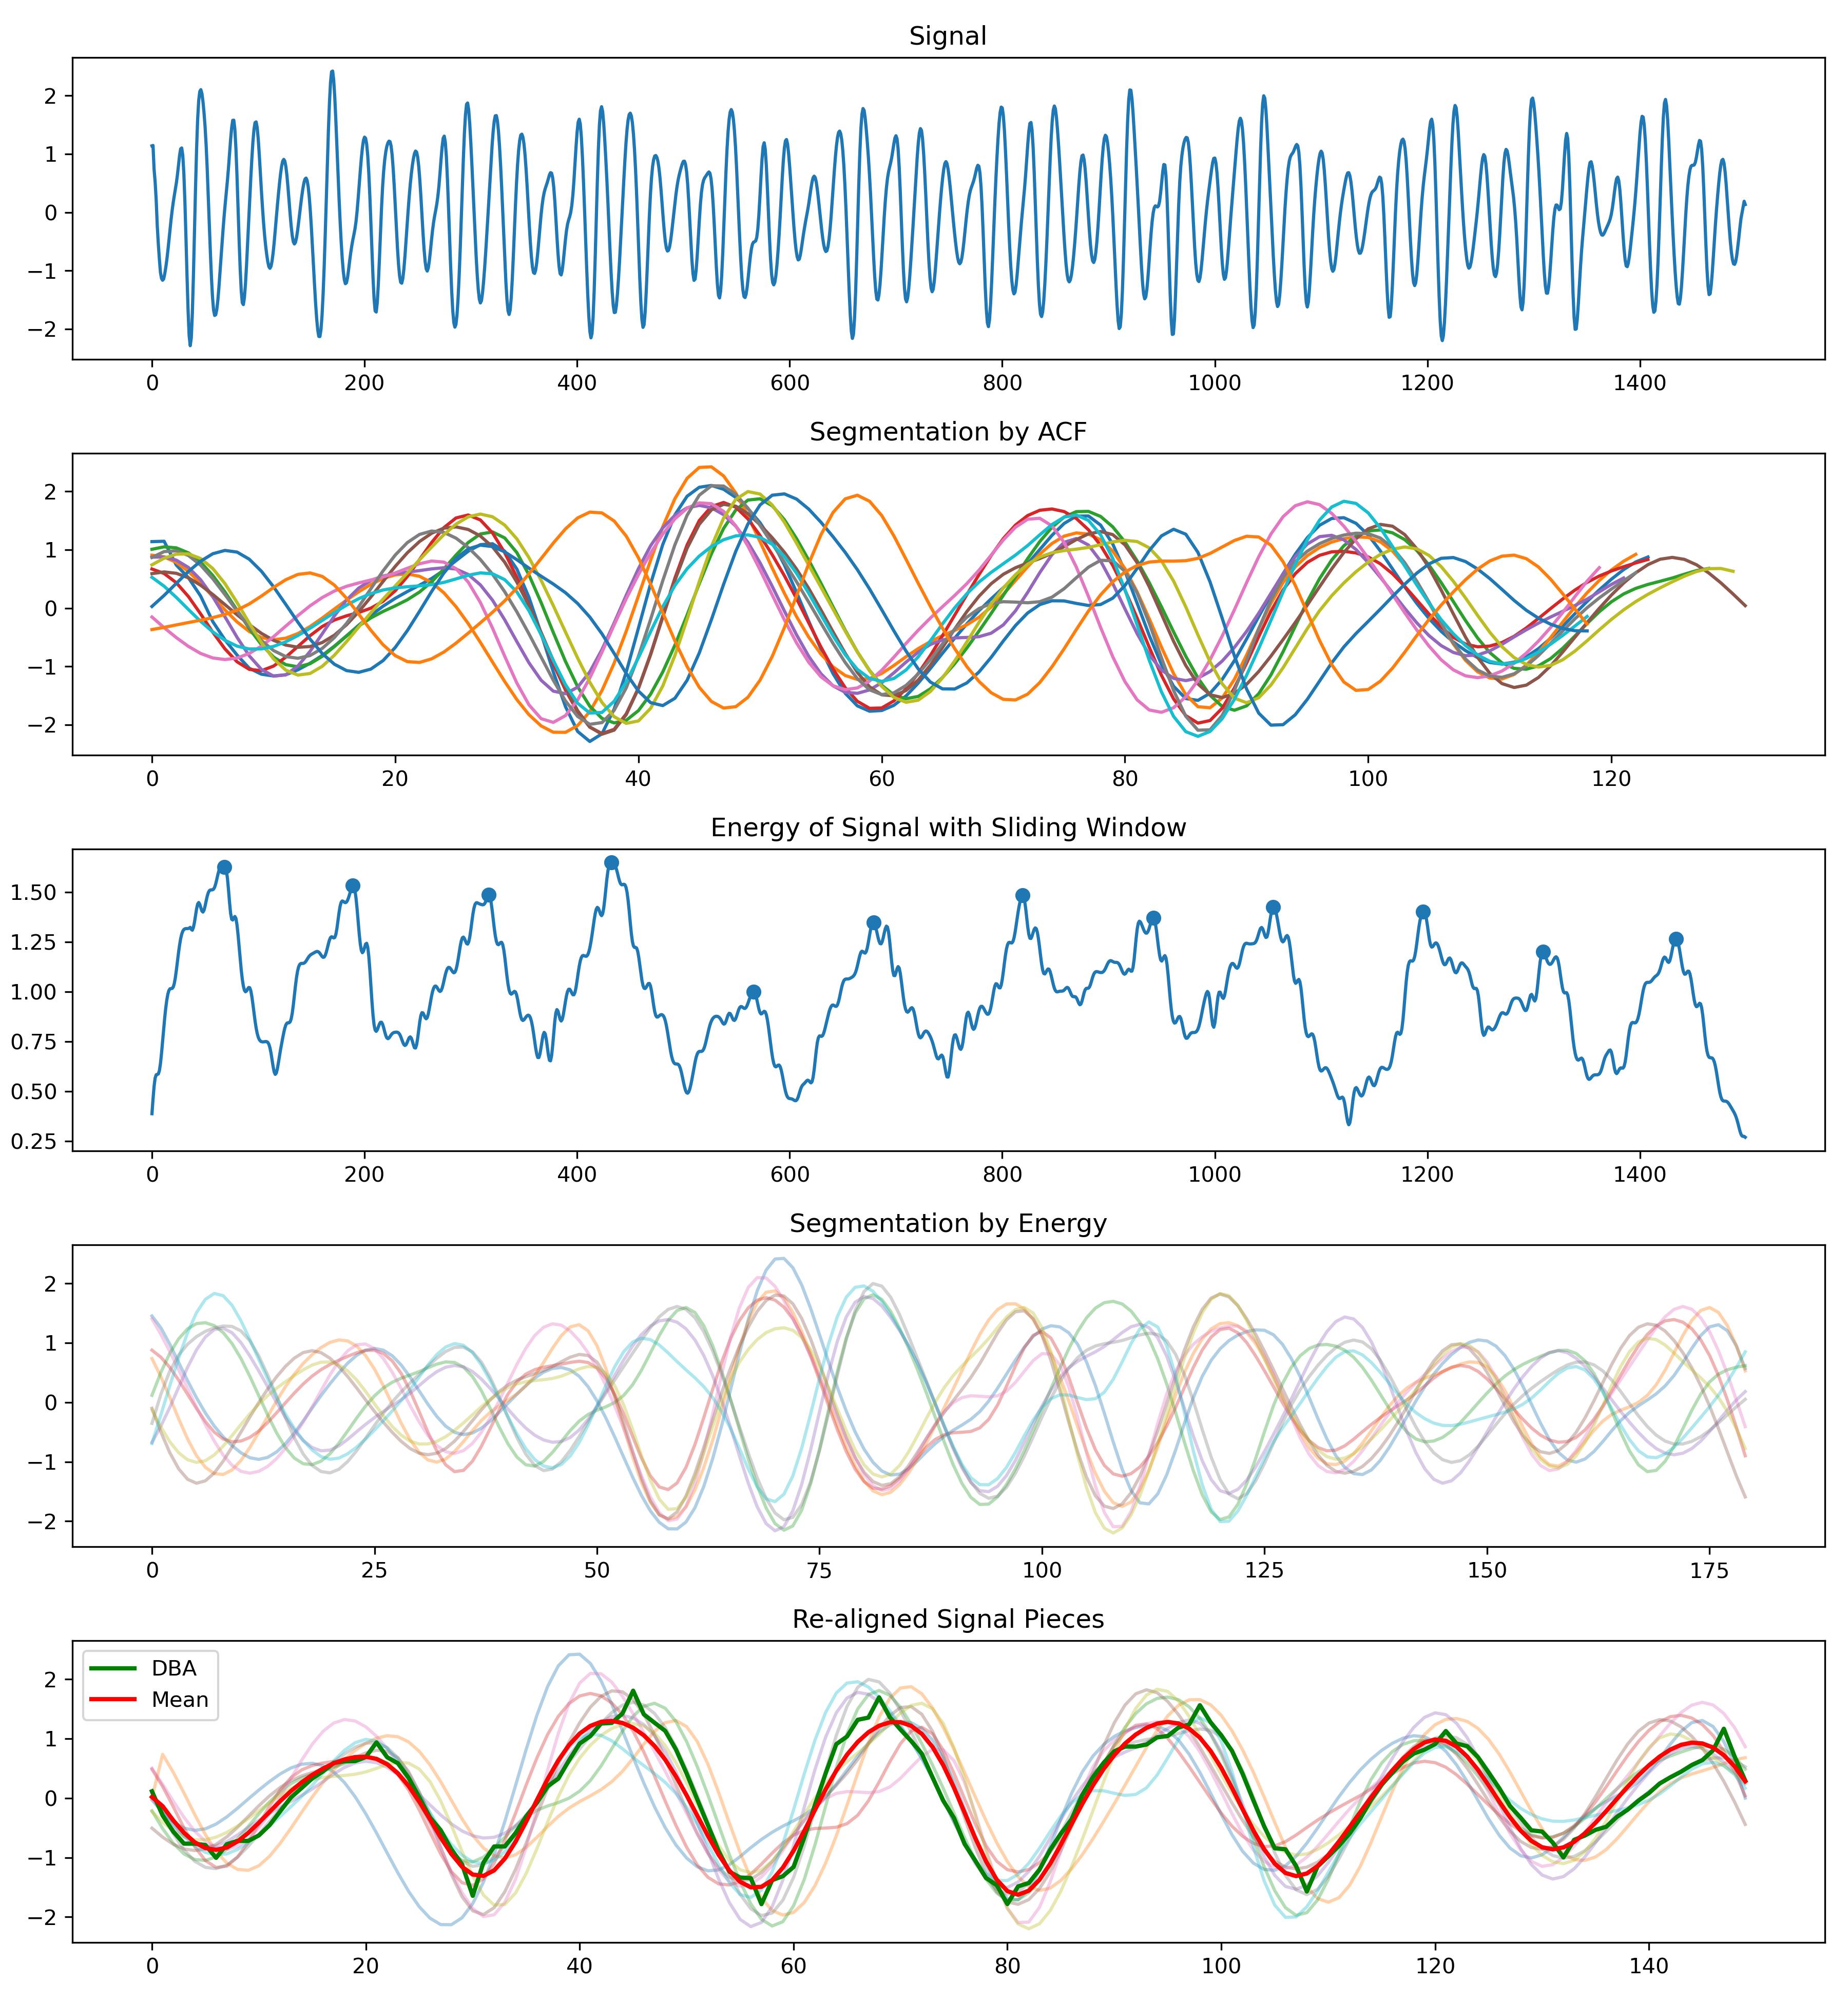 Signal
2
1
0
−1
−2
0 200 400 600 800 1000 1200 1400
Segmentation by ACF
2
1
0
−1
−2
0 20 40 60 80 100 120
Energy of Signal with Sliding Window
1.50
1.25
1.00
0.75
0.50
0.25
0 200 400 600 800 1000 1200 1400
Segmentation by Energy
2
1
0
−1
−2
0 25 50 75 100 125 150 175
Re-aligned Signal Pieces
DBA
Mean
2
1
0
−1
−2
0 20 40 60 80 100 120 140